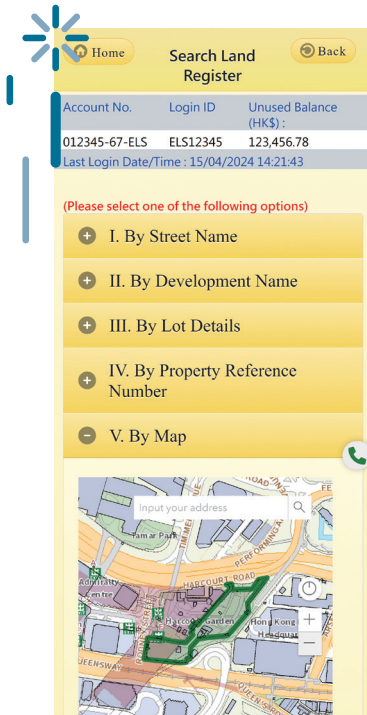 Home
Search Land
Register
Back
Account No.
Login ID
Unused Balance
(HK$) :
012345-67-ELS
ELS12345
123,456.78
Last Login Date/Time : 15/04/2024 14:21:43
(Please select one of the following options)
I. By Street Name
II. By Development Name
III. By Lot Details
IV. By Property Reference
Number
V. By Map
Input your address
Tamar Park
PERFORMING
Admiralty
Centre
HARCOURT ROAD
Harcourt Garden
Hong Kong
QUEENSWAY